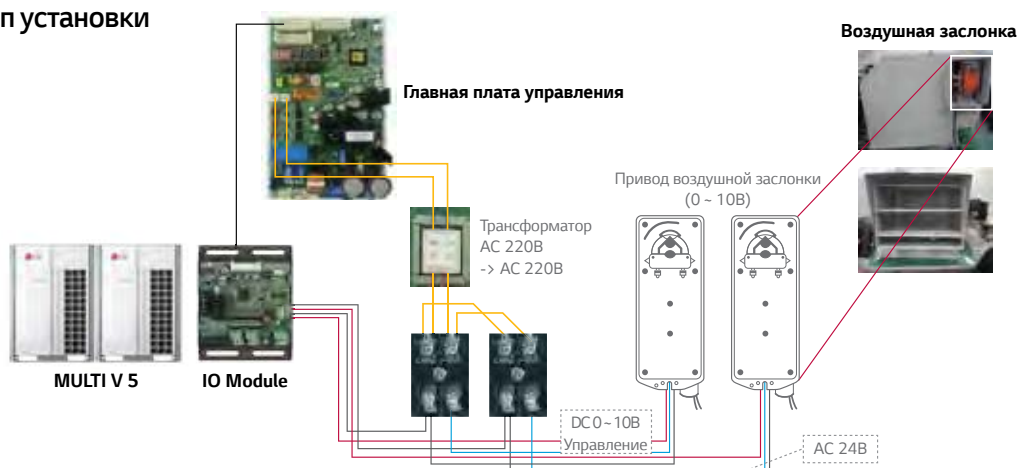 п установки
Воздушная заслонка
Главная плата управления
Привод воздушной заслонки
(0 ~ 10В)
Трансформатор
AC 220В
-> AC 220В
MULTI V 5
IO Module
DC 0 ~ 10В
Управление
AC 24В